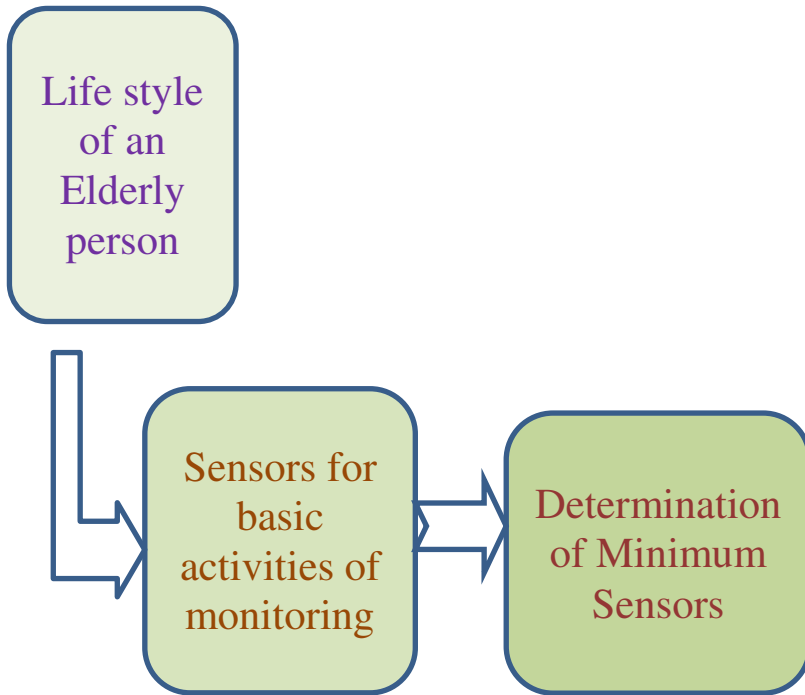 Life style
of an
Elderly
person
Sensors for
basic
activities of
monitoring
Determination
of Minimum
Sensors